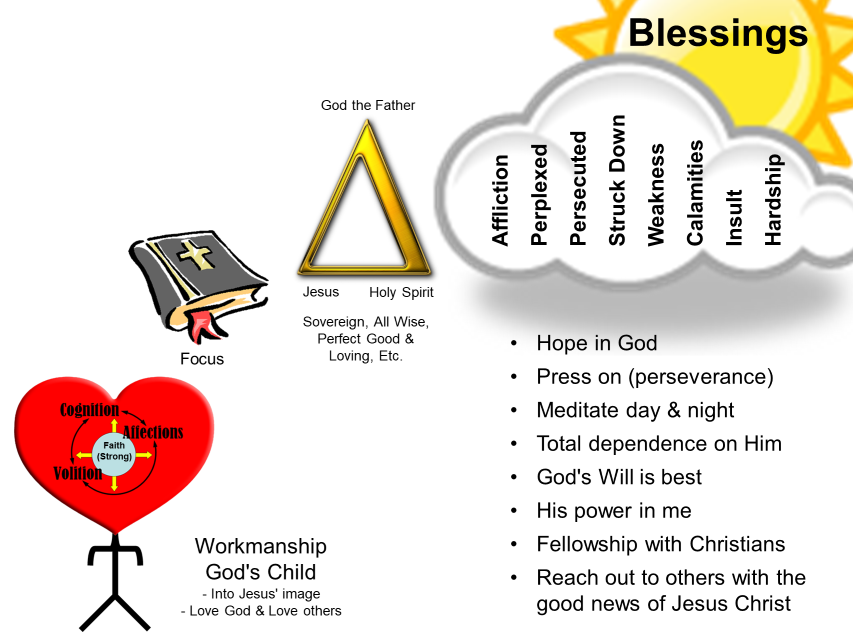 Blessings
God the Father
Affliction
Perplexed
Persecuted
Struck Down
Weakness
Calamities
Insult
Hardship
Jesus
Holy Spirit
Sovereign, All Wise,
Perfect Good &
Loving, Etc.
Focus
Cognition
Affections
Faith
(Strong)
Volition
Workmanship
God's Child
- Into Jesus' image
- Love God & Love others
• Hope in God
• Press on (perseverance)
• Meditate day & night
• Total dependence on Him
• God's Will is best
• His power in me
• Fellowship with Christians
• Reach out to others with the
good news of Jesus Christ